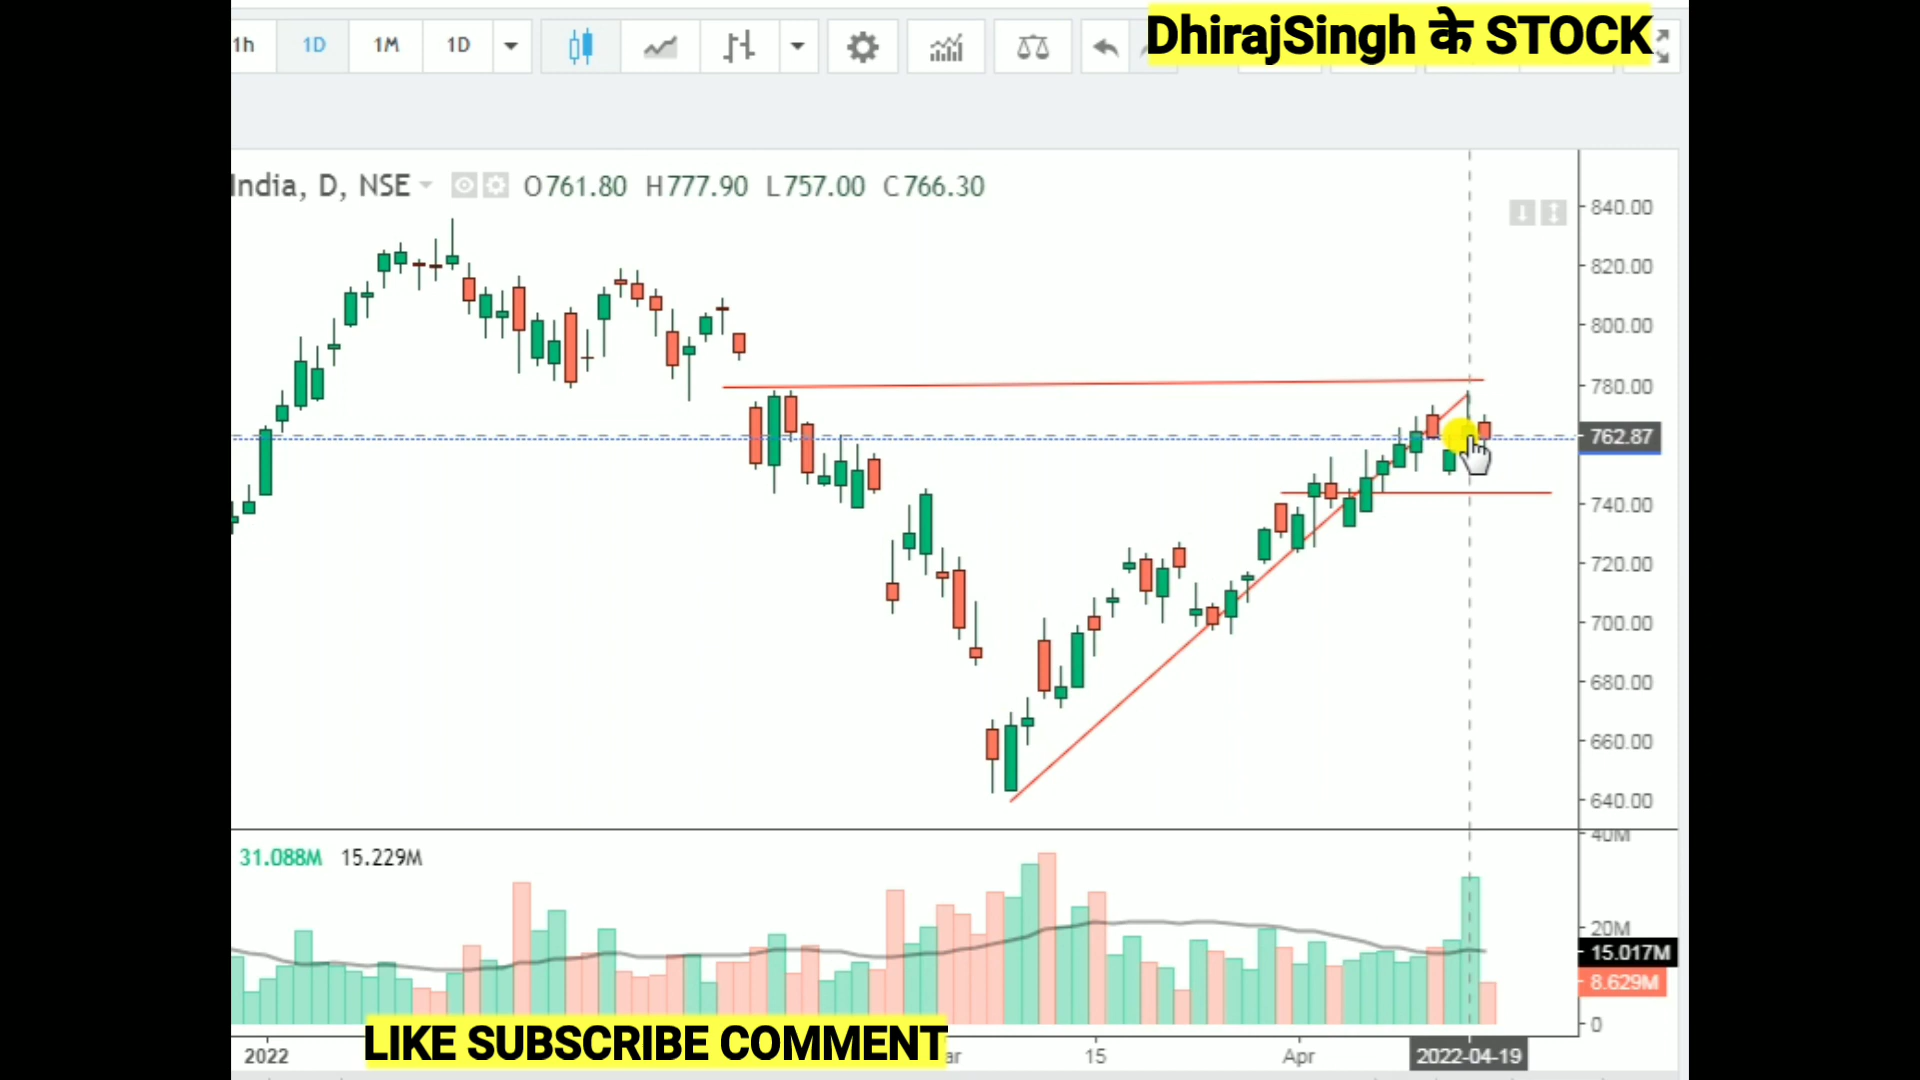 DhirajSingh के STOCK
1h 1D 1M 1D
India, D, NSE O761.80 H777.90 L757.00 C766.30
840.00
820.00
800.00
780.00
762.87
740.00
720.00
700.00
680.00
660.00
640.00
40M
31.088M 15.229M
20M
15.017M
8.629M
0
LIKE SUBSCRIBE COMMENT
2022 ar 15 Apr 2022-04-19